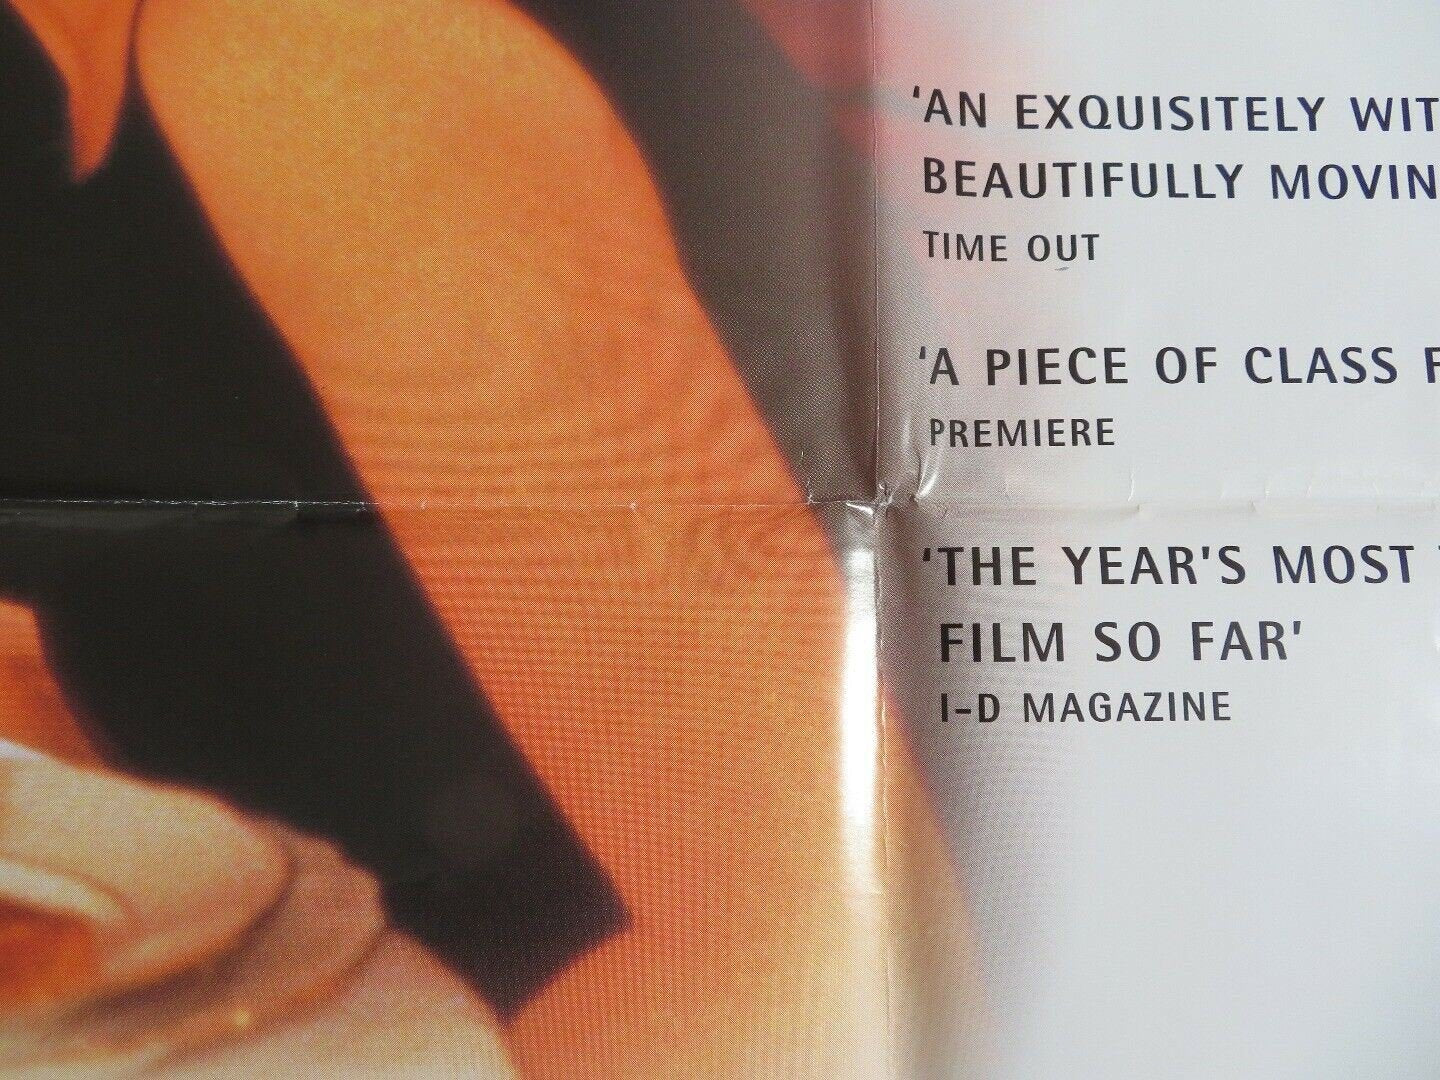 'AN EXQUISITELY WIT
BEAUTIFULLY MOVIN
TIME OUT
'A PIECE OF CLASS F
PREMIERE
'THE YEAR'S MOST
FILM SO FAR'
I-D MAGAZINE